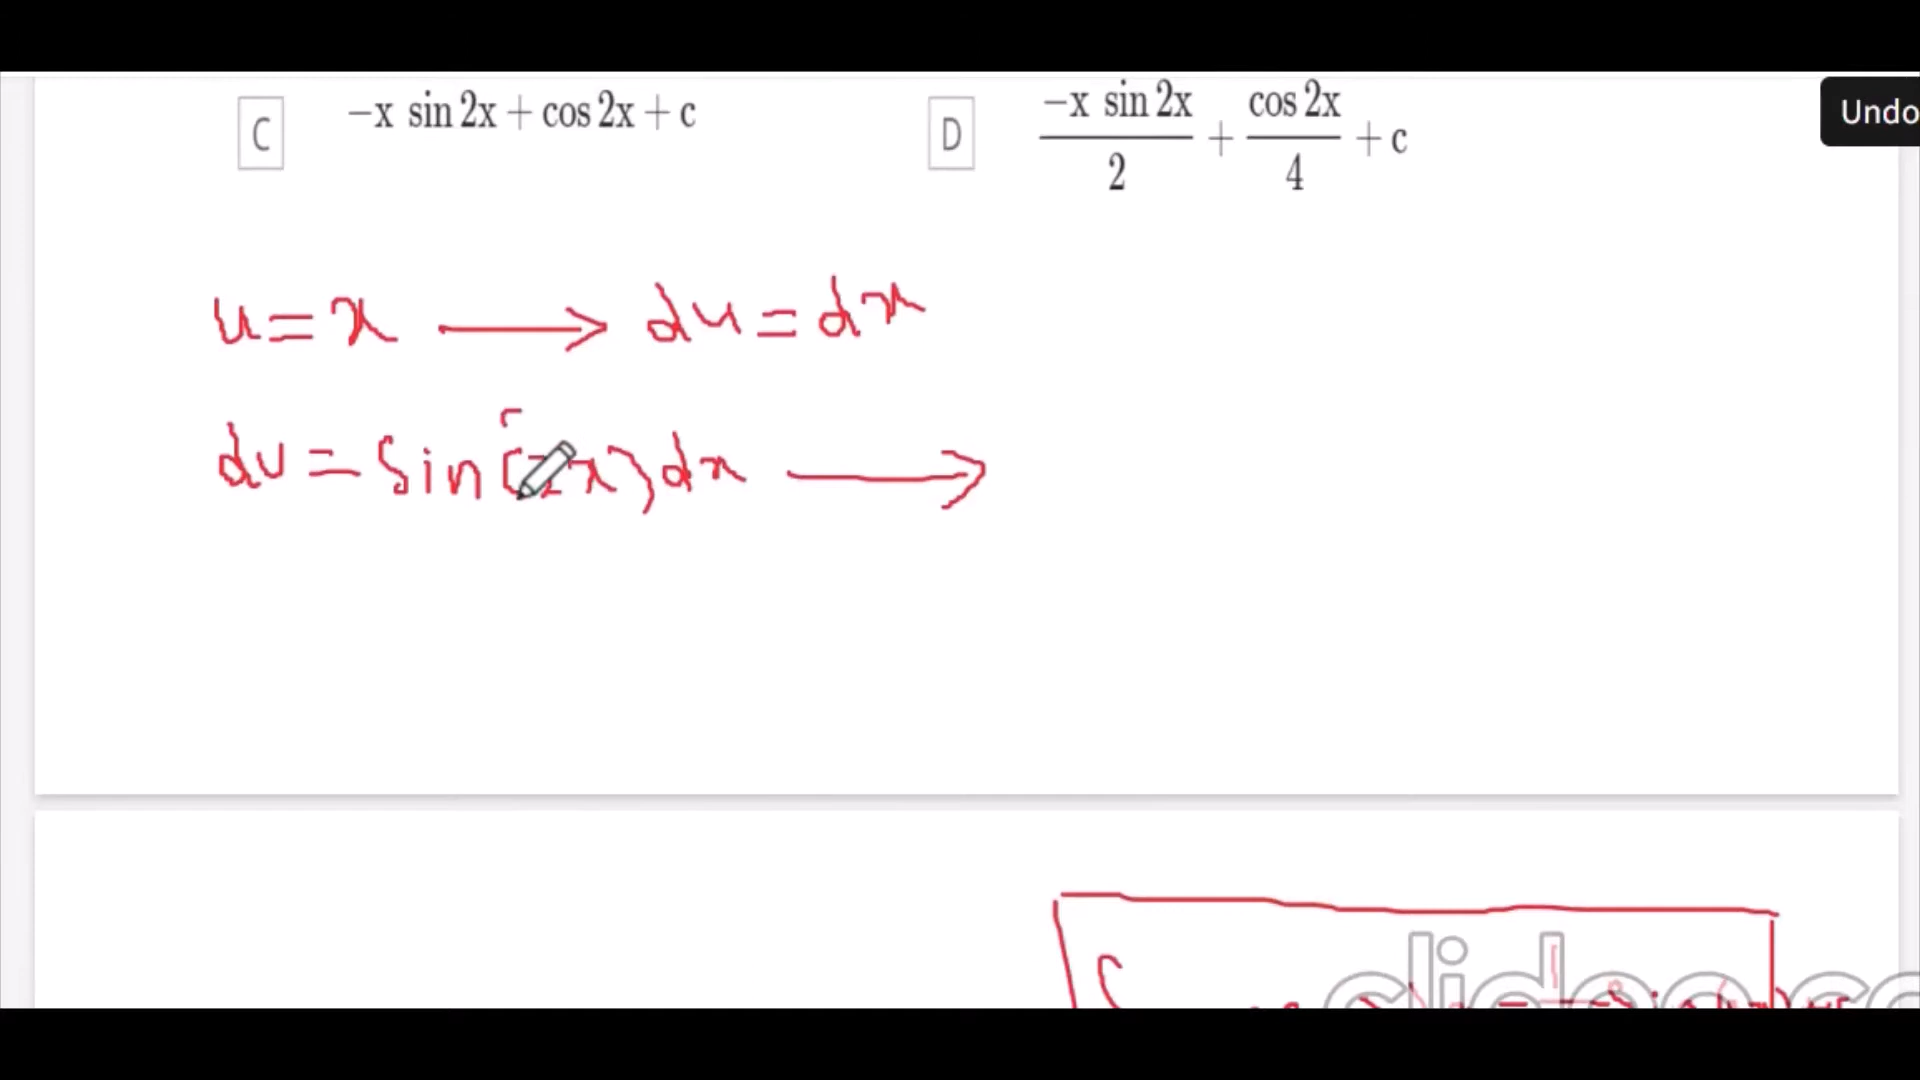 C −x sin 2x + cos 2x + c D −x sin 2x / 2 + cos 2x / 4 + c
Undo
u = x ⟶ du = dx
dv = sin(2x)dx ⟶